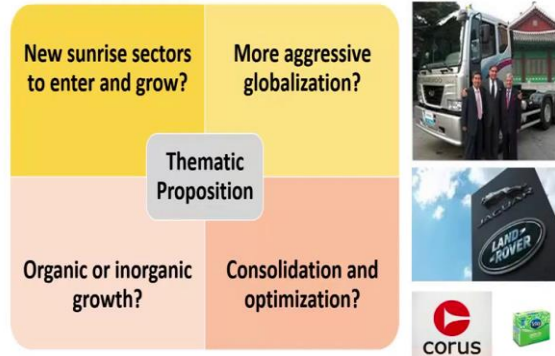 New sunrise sectors
to enter and grow?
More aggressive
globalization?
Thematic
Proposition
Organic or inorganic
growth?
Consolidation and
optimization?
JAGUAR
LAND-
-ROVER
corus